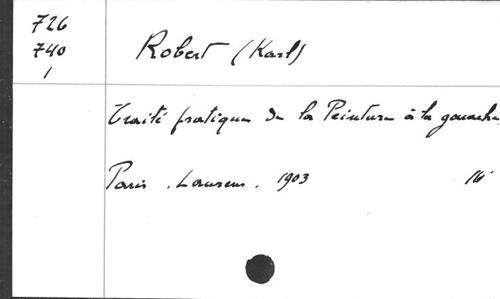 726
740
1
Robert (Karl)
Traité pratique de la Peinture à la gouache
Paris . Laurens . 1903 16°